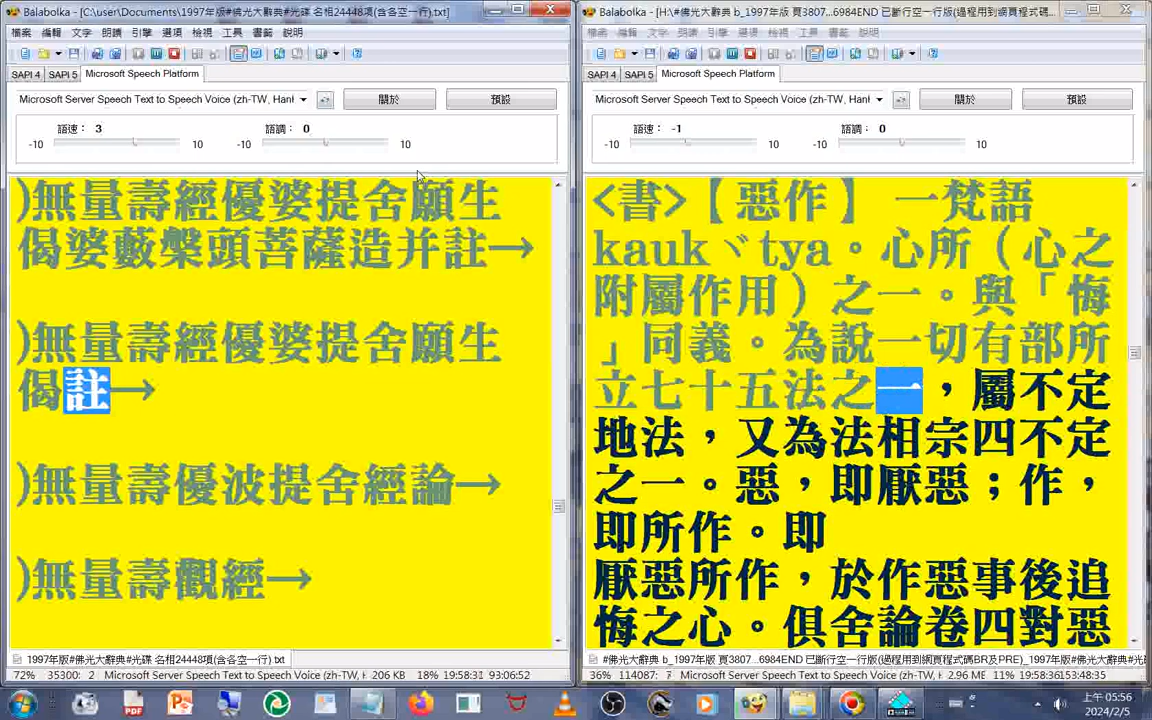 Balabolka - [C:\user\Documents\1997年版#佛光大辭典#光碟 名相24448項(含各空一行).txt]
檔案 編輯 文字 朗讀 引擎 選項 檢視 工具 書籤 說明
SAPI 4 SAPI 5 Microsoft Speech Platform
Microsoft Server Speech Text to Speech Voice (zh-TW, Han
關於 預設
語速： 3 語調： 0
-10 10 -10 10
)無量壽經優婆提舍願生
偈婆藪槃頭菩薩造并註→
)無量壽經優婆提舍願生
偈註→
)無量壽優波提舍經論→
)無量壽觀經→
1997年版#佛光大辭典#光碟 名相24448項(含各空一行).txt
72% 35300: 2 Microsoft Server Speech Text to Speech Voice (zh-TW, H 206 KB 18% 19:58:31 93:06:52
Balabolka - [H:\#佛光大辭典 b_1997年版 頁3807...6984END 已斷行空一行版(過程用到網頁程式碼...
檔案 編輯 文字 朗讀 引擎 選項 檢視 工具 書籤 說明
SAPI 4 SAPI 5 Microsoft Speech Platform
Microsoft Server Speech Text to Speech Voice (zh-TW, Han
關於 預設
語速： -1 語調： 0
-10 10 -10 10
<書>【惡作】 一梵語
kaukヾtya。心所（心之
附屬作用）之一。與「悔
」同義。為說一切有部所
立七十五法之一，屬不定
地法，又為法相宗四不定
之一。惡，即厭惡；作，
即所作。即
厭惡所作，於作惡事後追
悔之心。俱舍論卷四對惡
#佛光大辭典 b_1997年版 頁3807...6984END 已斷行空一行版(過程用到網頁程式碼BR及PRE)_1997年版#佛光大辭典#光
36% 114087: 7 Microsoft Server Speech Text to Speech Voice (zh-TW, H 2.96 ME 11% 19:58:36 153:48:35
上午 05:56
2024/2/5